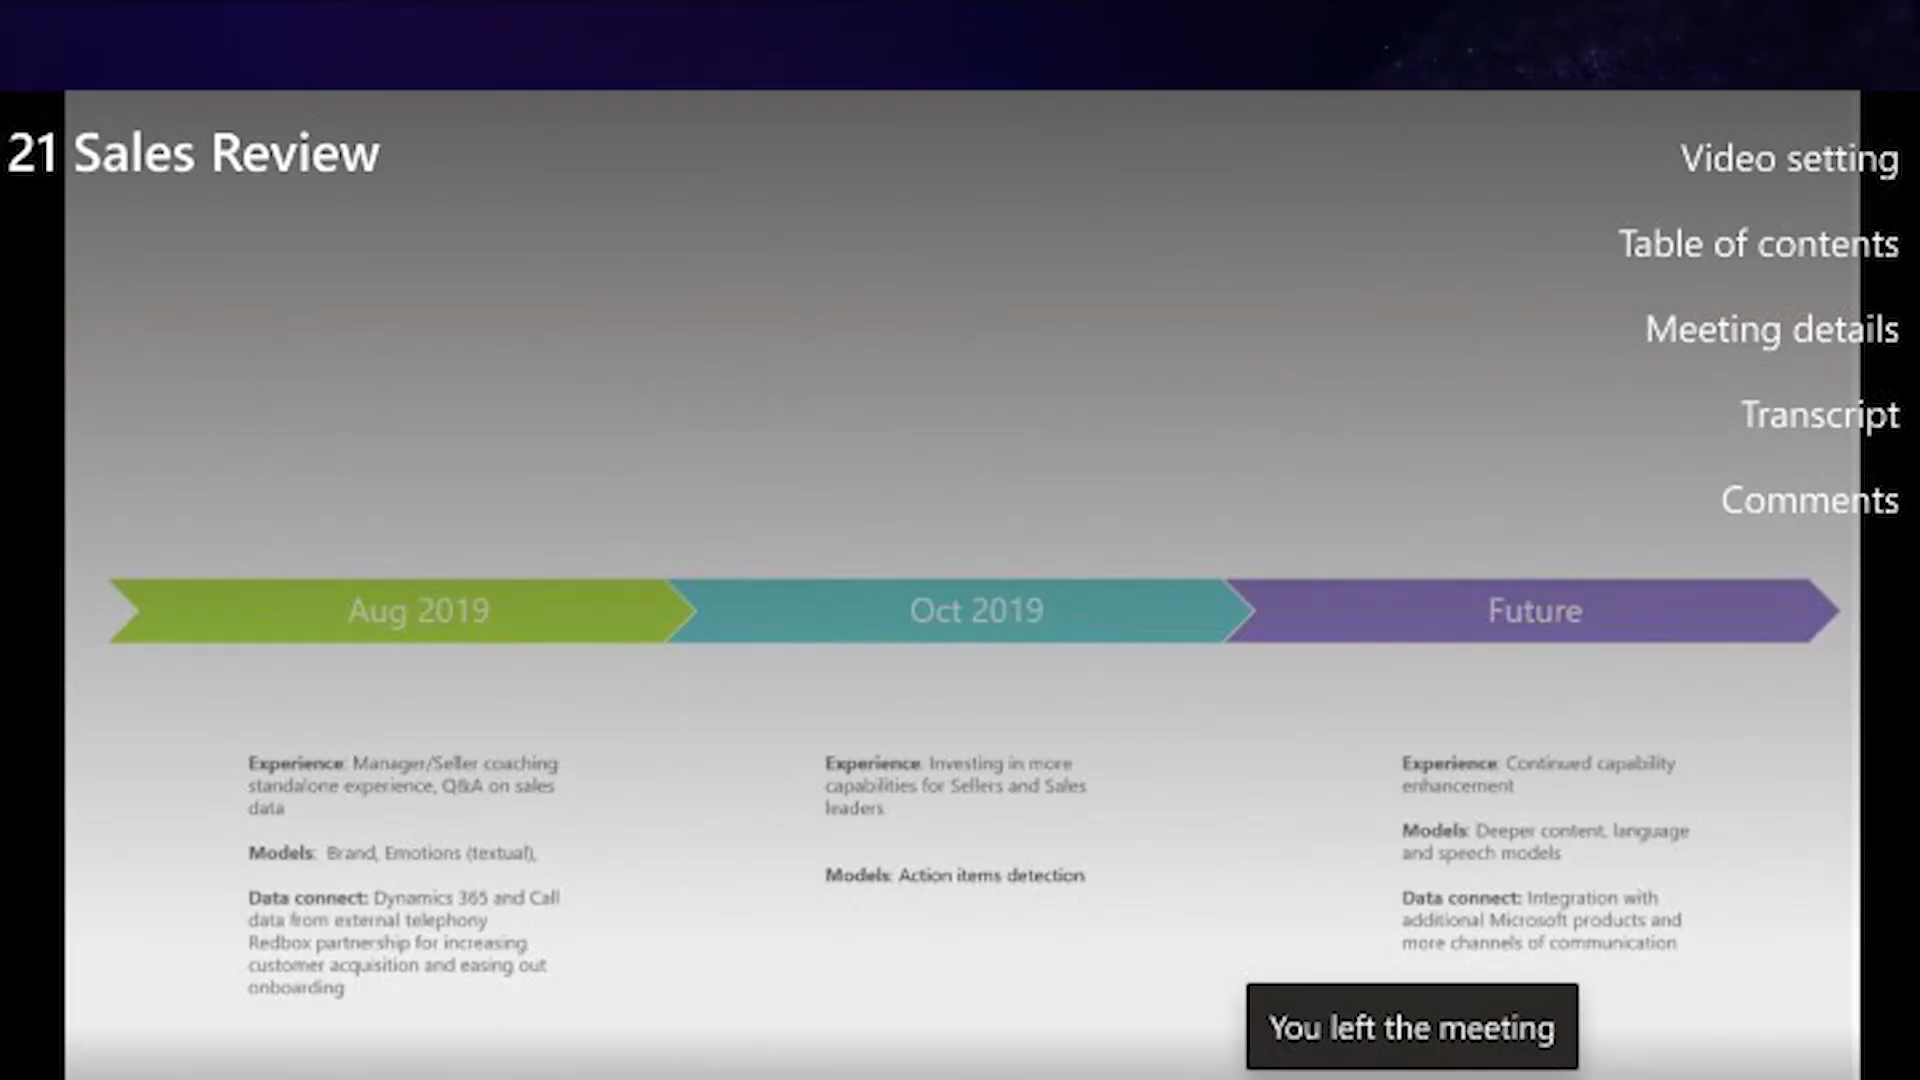 21 Sales Review
Video setting
Table of contents
Meeting details
Transcript
Comments
Aug 2019
Oct 2019
Future
Experience: Manager/Seller coaching
standalone experience, Q&A on sales
data
Models: Brand, Emotions (textual),
Data connect: Dynamics 365 and Call
data from external telephony
Redbox partnership for increasing
customer acquisition and easing out
onboarding
Experience: Investing in more
capabilities for Sellers and Sales
leaders
Models: Action items detection
Experience: Continued capability
enhancement
Models: Deeper content, language
and speech models
Data connect: Integration with
additional Microsoft products and
more channels of communication
You left the meeting